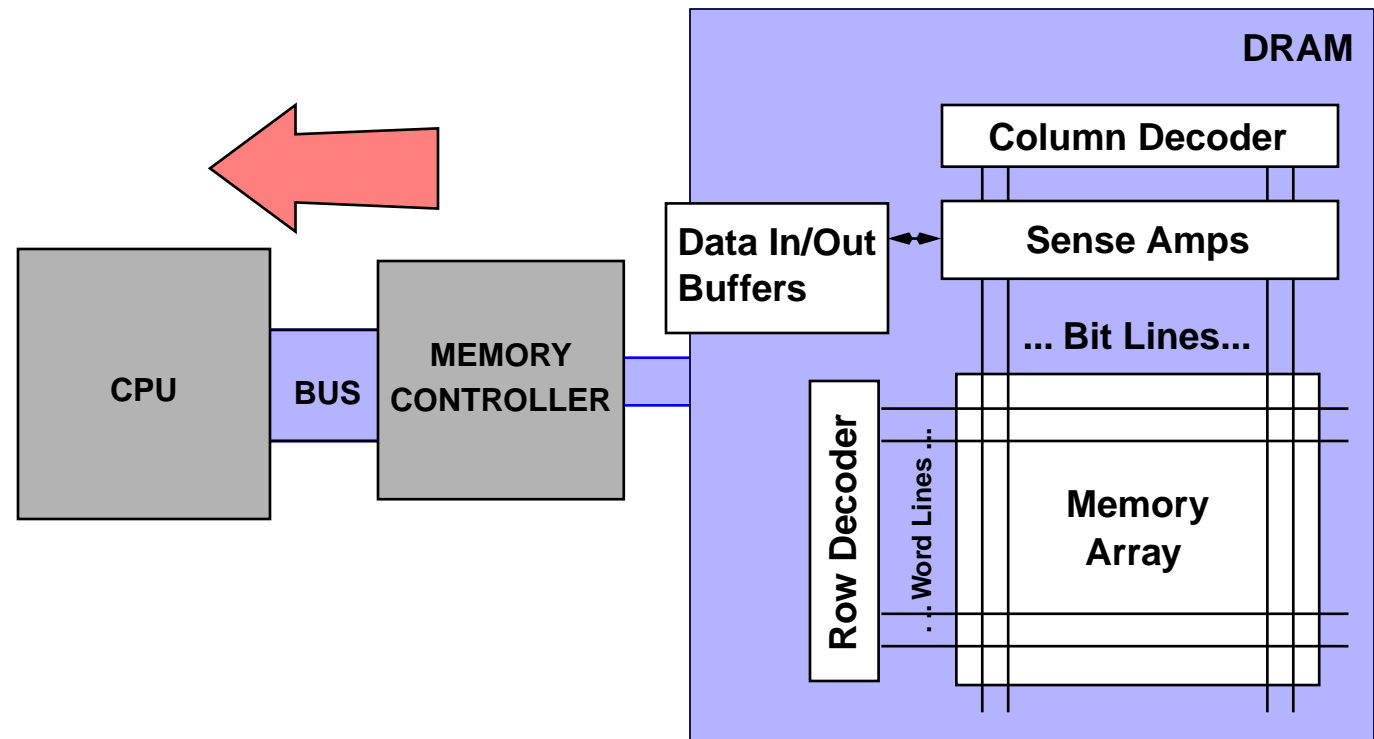 DRAM
Column Decoder
Data In/Out
Buffers
Sense Amps
... Bit Lines...
CPU
BUS
MEMORY
CONTROLLER
Row Decoder
. .. Word Lines ...
Memory
Array